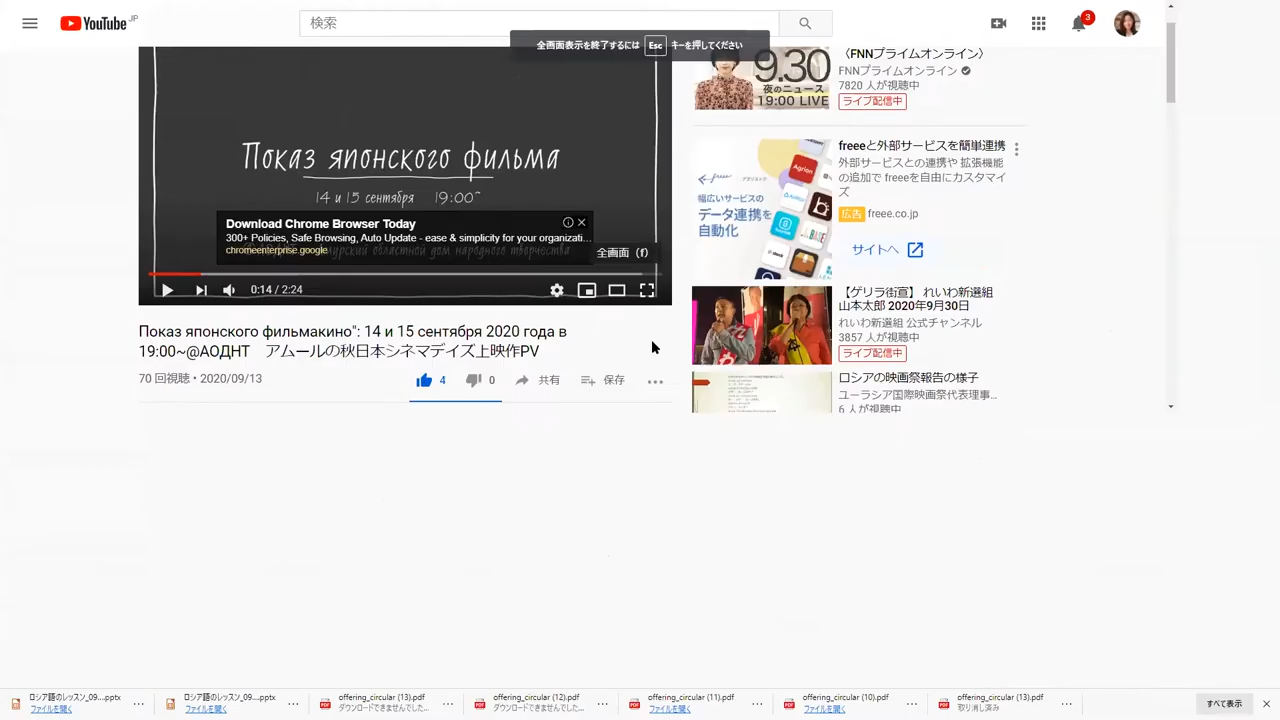 YouTube JP
検索
3
全画面表示を終了するには Esc キーを押してください
Показ японского фильма
14 и 15 сентября 19:00~
Download Chrome Browser Today
300+ Policies, Safe Browsing, Auto Update - ease & simplicity for your organizati...
chromeenterprise.google
областной дом народного творчества
全画面 (f)
0:14 / 2:24
Показ японского фильмакино": 14 и 15 сентября 2020 года в
19:00~@АОДНТ アムールの秋日本シネマデイズ上映作PV
70 回視聴・2020/09/13
4
0
共有
保存
9.30
夜のニュース
19:00 LIVE
〈FNNプライムオンライン〉
FNNプライムオンライン
7820 人が視聴中
ライブ配信中
freee
アプリストア
幅広いサービスの
データ連携を
自動化
Agrion
BASE
stock
freeeと外部サービスを簡単連携
外部サービスとの連携や 拡張機能
の追加で freeeを自由にカスタマイ
ズ
広告 freee.co.jp
サイトへ
【ゲリラ街宣】 れいわ新選組
山本太郎 2020年9月30日
れいわ新選組 公式チャンネル
3857 人が視聴中
ライブ配信中
ロシアの映画祭報告の様子
ユーラシア国際映画祭代表理事...
6 人が視聴中
ロシア語のレッスン_09....pptx
ファイルを開く
ロシア語のレッスン_09....pptx
ファイルを開く
offering_circular (13).pdf
ダウンロードできませんでした...
offering_circular (12).pdf
ダウンロードできませんでした...
offering_circular (11).pdf
ファイルを開く
offering_circular (10).pdf
ファイルを開く
offering_circular (13).pdf
取り消し済み
すべて表示